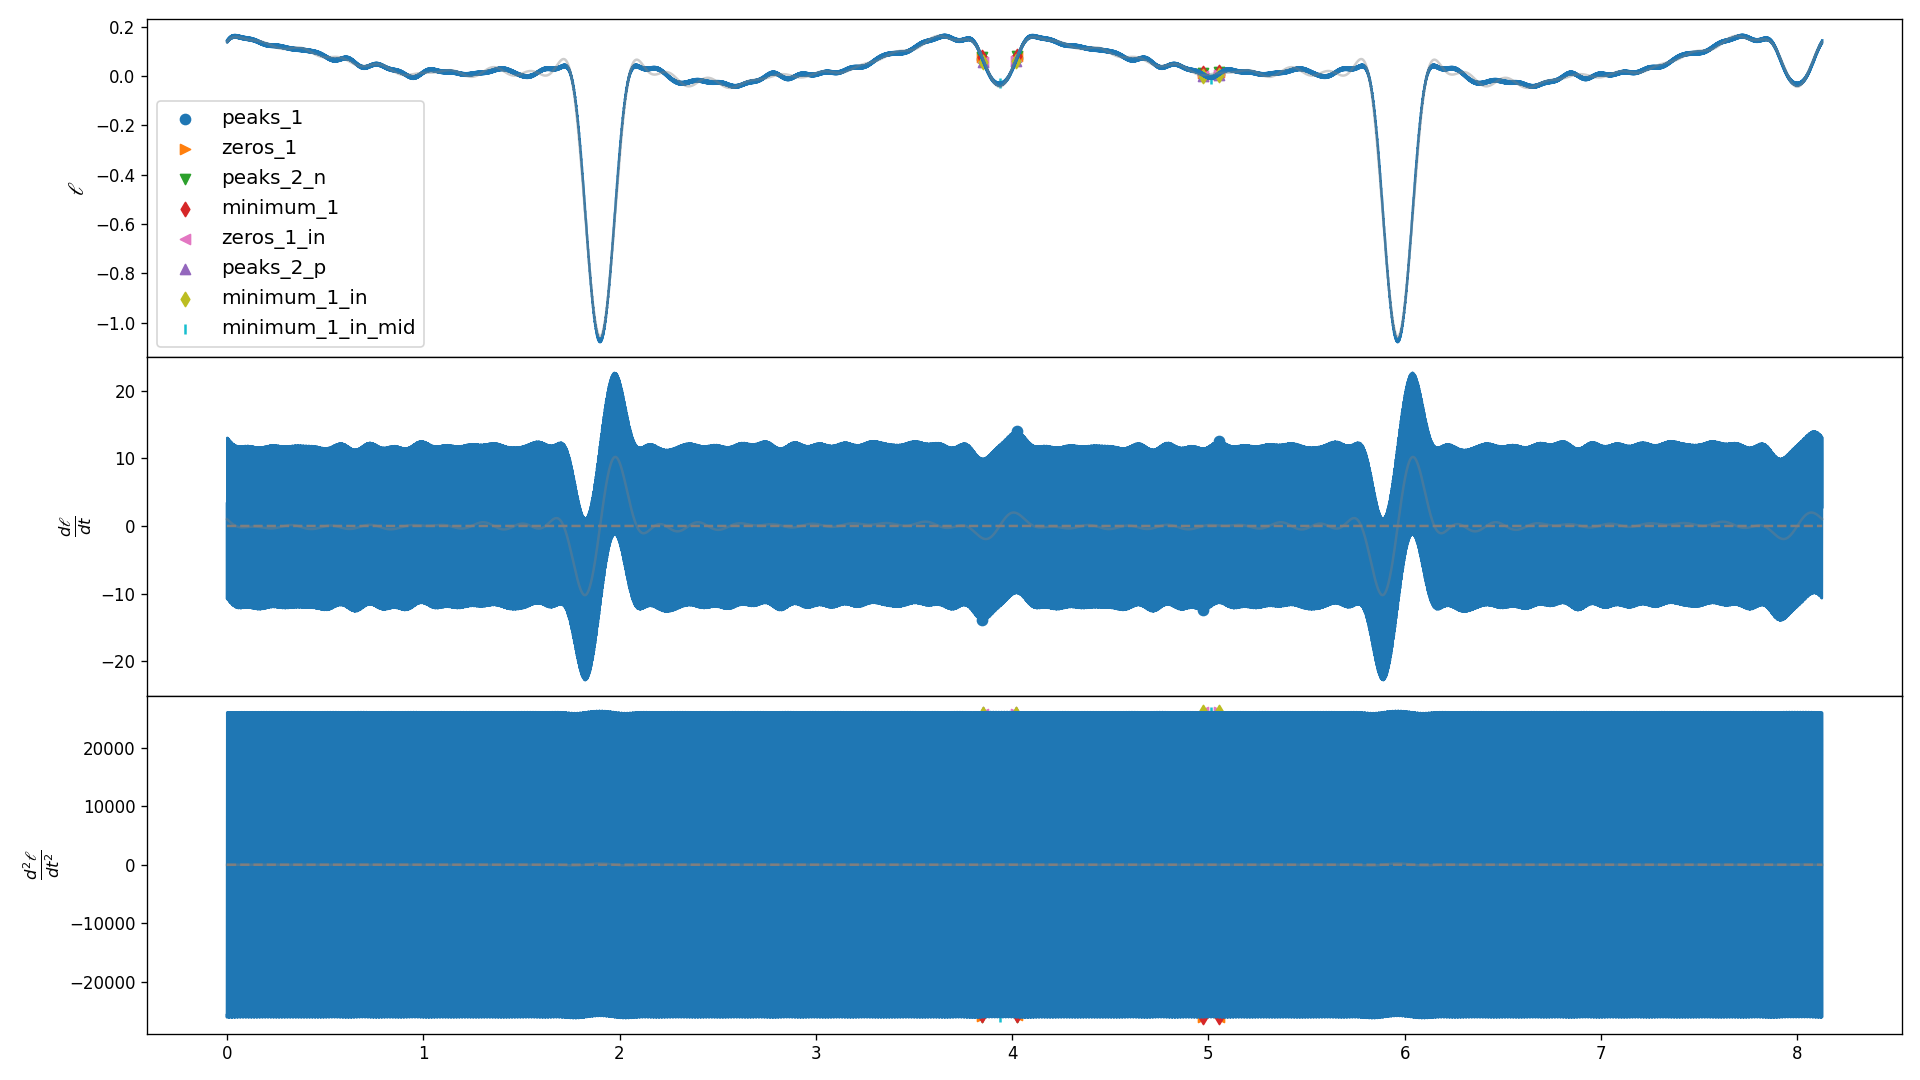 0.2
0.0
−0.2
−0.4
−0.6
−0.8
−1.0
ℓ
peaks_1
zeros_1
peaks_2_n
minimum_1
zeros_1_in
peaks_2_p
minimum_1_in
minimum_1_in_mid
20
10
0
−10
−20
dℓ
dt
20000
10000
0
−10000
−20000
d²ℓ
dt²
0 1 2 3 4 5 6 7 8